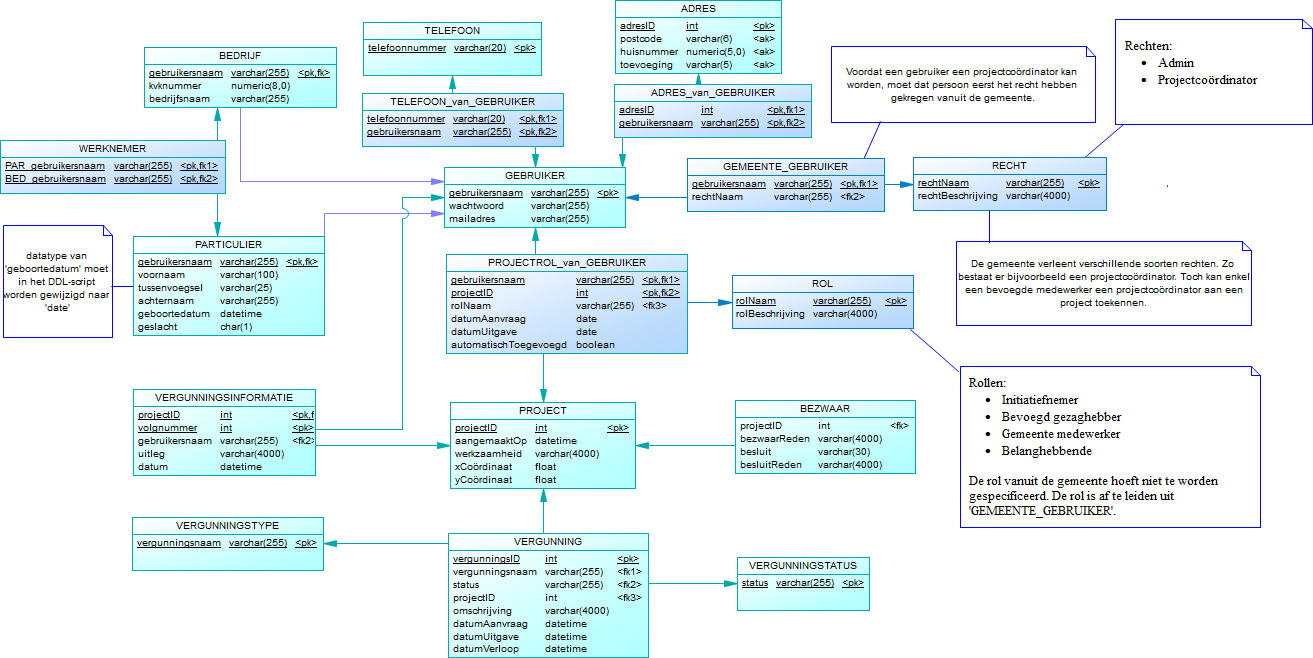 TELEFOON
telefoonnummer varchar(20) <pk>
ADRES
adresID int <pk>
postcode varchar(6) <ak>
huisnummer numeric(5,0) <ak>
toevoeging varchar(5) <ak>
BEDRIJF
gebruikersnaam varchar(255) <pk,fk>
kvknummer numeric(8,0)
bedrijfsnaam varchar(255)
TELEFOON_van_GEBRUIKER
telefoonnummer varchar(20) <pk,fk1>
gebruikersnaam varchar(255) <pk,fk2>
ADRES_van_GEBRUIKER
adresID int <pk,fk1>
gebruikersnaam varchar(255) <pk,fk2>
Voordat een gebruiker een projectcoördinator kan
worden, moet dat persoon eerst het recht hebben
gekregen vanuit de gemeente.
Rechten:
• Admin
• Projectcoördinator
WERKNEMER
PAR_gebruikersnaam varchar(255) <pk,fk1>
BED_gebruikersnaam varchar(255) <pk,fk2>
GEBRUIKER
gebruikersnaam varchar(255) <pk>
wachtwoord varchar(255)
mailadres varchar(255)
GEMEENTE_GEBRUIKER
gebruikersnaam varchar(255) <pk,fk1>
rechtNaam varchar(255) <fk2>
RECHT
rechtNaam varchar(255) <pk>
rechtBeschrijving varchar(4000)
datatype van
'geboortedatum' moet
in het DDL-script
worden gewijzigd naar
'date'
PARTICULIER
gebruikersnaam varchar(255) <pk,fk>
voornaam varchar(100)
tussenvoegsel varchar(25)
achternaam varchar(255)
geboortedatum datetime
geslacht char(1)
PROJECTROL_van_GEBRUIKER
gebruikersnaam varchar(255) <pk,fk1>
projectID int <pk,fk2>
rolNaam varchar(255) <fk3>
datumAanvraag date
datumUitgave date
automatischToegevoegd boolean
ROL
rolNaam varchar(255) <pk>
rolBeschrijving varchar(4000)
De gemeente verleent verschillende soorten rechten. Zo
bestaat er bijvoorbeeld een projectcoördinator. Toch kan enkel
een bevoegde medewerker een projectcoördinator aan een
project toekennen.
VERGUNNINGSINFORMATIE
projectID int <pk,f
volgnummer int <pk>
gebruikersnaam varchar(255) <fk2>
uitleg varchar(4000)
datum datetime
PROJECT
projectID int <pk>
aangemaaktOp datetime
werkzaamheid varchar(4000)
xCoördinaat float
yCoördinaat float
BEZWAAR
projectID int <fk>
bezwaarReden varchar(4000)
besluit varchar(30)
besluitReden varchar(4000)
Rollen:
• Initiatiefnemer
• Bevoegd gezaghebber
• Gemeente medewerker
• Belanghebbende
De rol vanuit de gemeente hoeft niet te worden
gespecificeerd. De rol is af te leiden uit
'GEMEENTE_GEBRUIKER'.
VERGUNNINGSTYPE
vergunningsnaam varchar(255) <pk>
VERGUNNING
vergunningsID int <pk>
vergunningsnaam varchar(255) <fk1>
status varchar(255) <fk2>
projectID int <fk3>
omschrijving varchar(4000)
datumAanvraag datetime
datumUitgave datetime
datumVerloop datetime
VERGUNNINGSTATUS
status varchar(255) <pk>